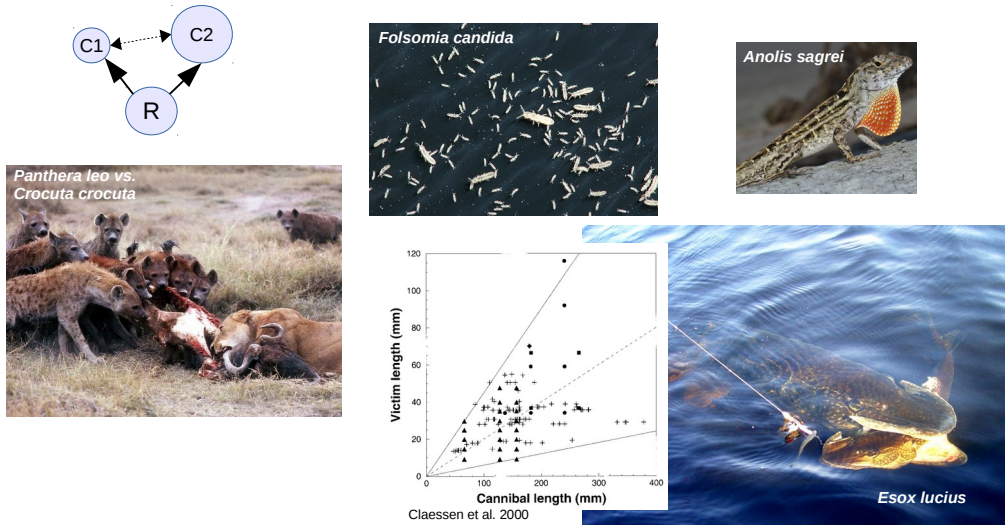 C1
C2
R
Folsomia candida
Anolis sagrei
Panthera leo vs.
Crocuta crocuta
120
100
80
60
40
20
0
Victim length (mm)
0
100
200
300
400
Cannibal length (mm)
Claessen et al. 2000
Esox lucius